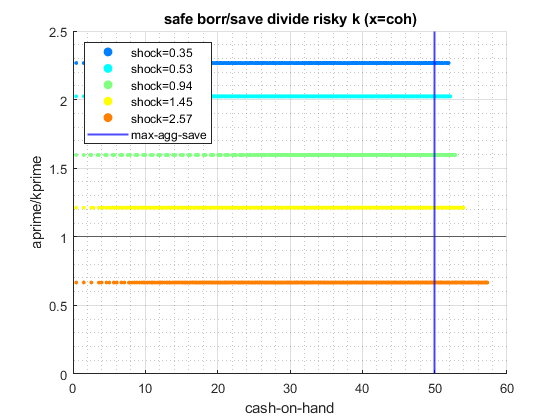 safe borr/save divide risky k (x=coh)
2.5
2
1.5
1
0.5
0
aprime/kprime
shock=0.35
shock=0.53
shock=0.94
shock=1.45
shock=2.57
max-agg-save
0 10 20 30 40 50 60
cash-on-hand